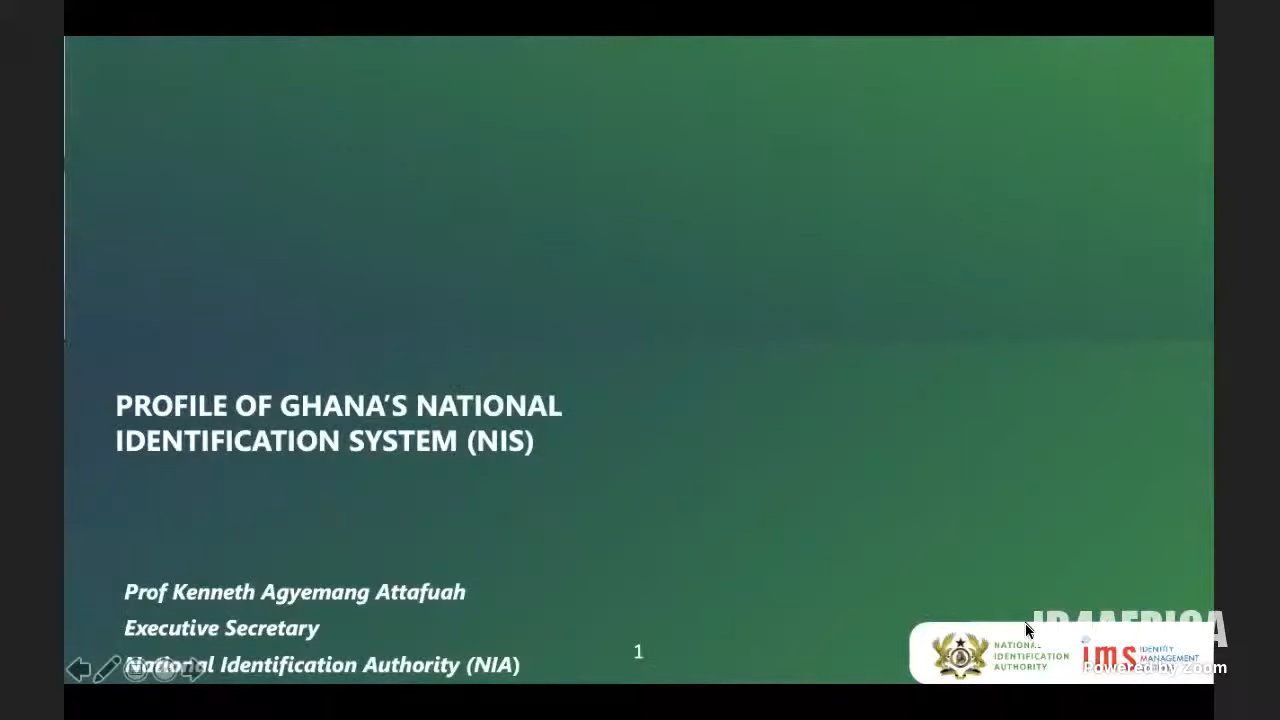 PROFILE OF GHANA'S NATIONAL
IDENTIFICATION SYSTEM (NIS)
Prof Kenneth Agyemang Attafuah
Executive Secretary
National Identification Authority (NIA)
1
NATIONAL
IDENTIFICATION
AUTHORITY
ims
IDENTITY
MANAGEMENT
ID4AFRICA
Powered by Zoom